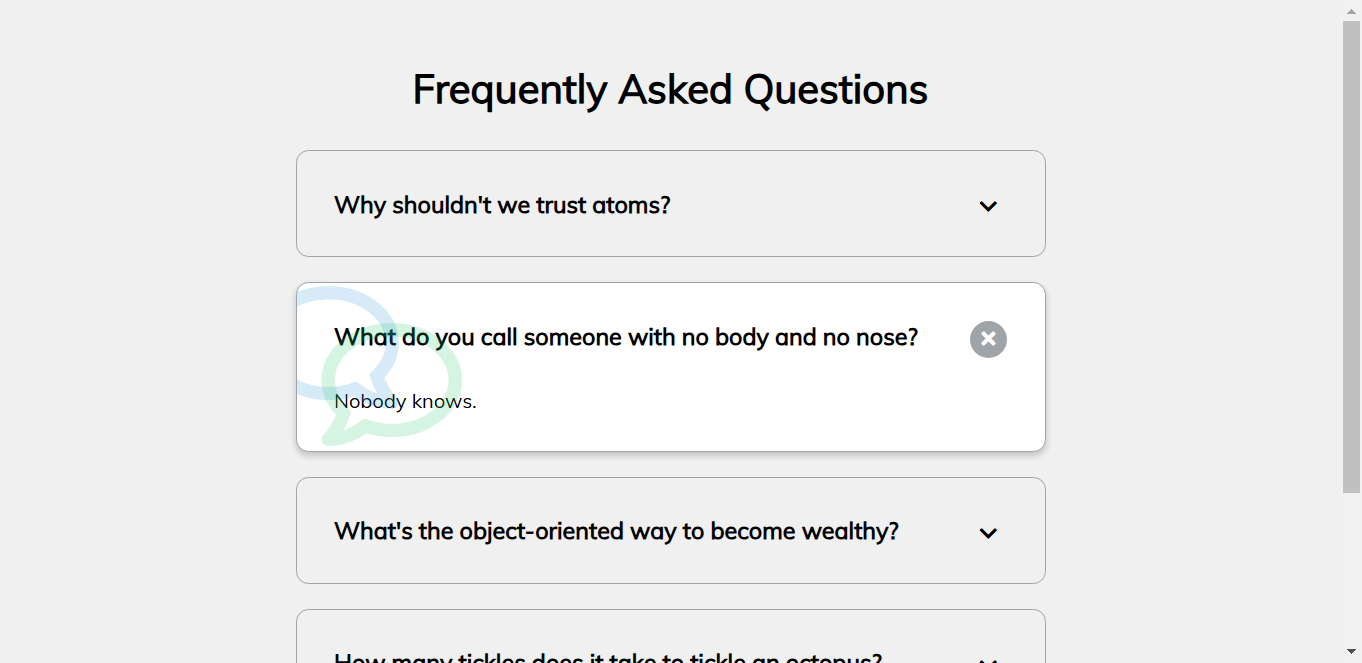 Frequently Asked Questions
Why shouldn't we trust atoms?
What do you call someone with no body and no nose?
Nobody knows.
What's the object-oriented way to become wealthy?
How many tickles does it take to tickle an octopus?